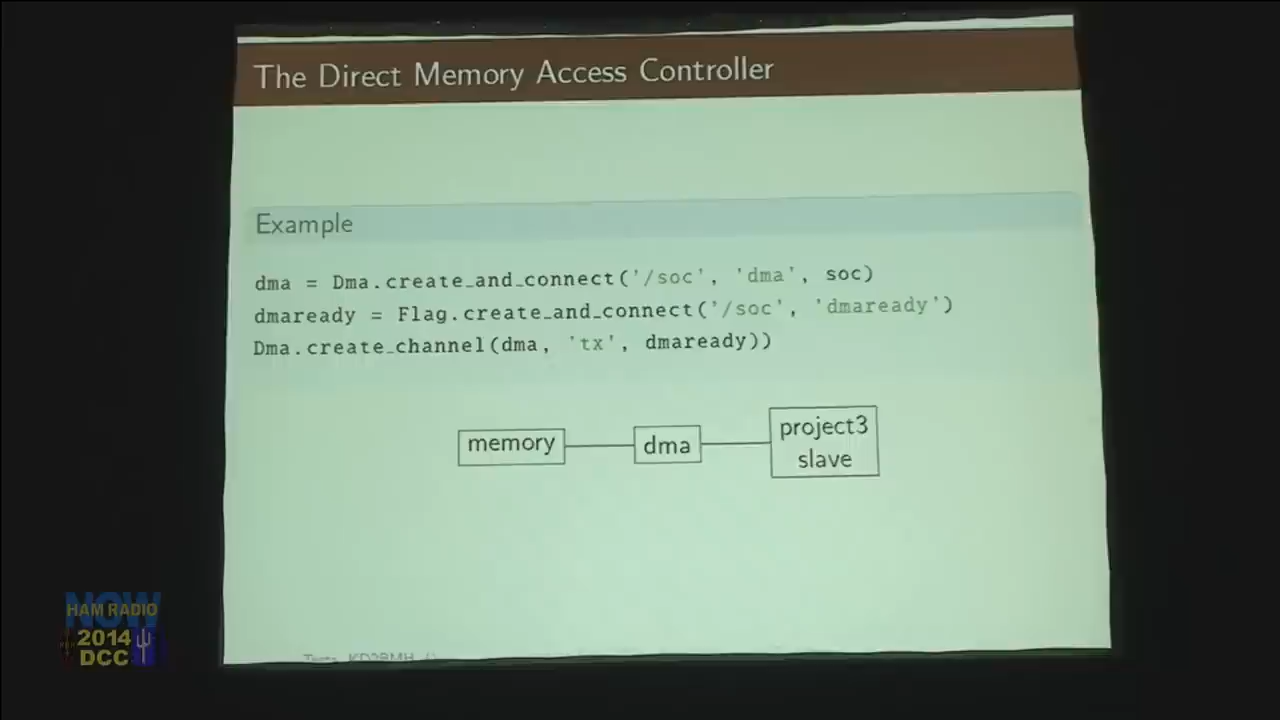 The Direct Memory Access Controller
Example
dma = Dma.create_and_connect('/soc', 'dma', soc)
dmaready = Flag.create_and_connect('/soc', 'dmaready')
Dma.create_channel(dma, 'tx', dmaready))
memory
dma
project3
slave
NOW
HAM RADIO
2014
DCC